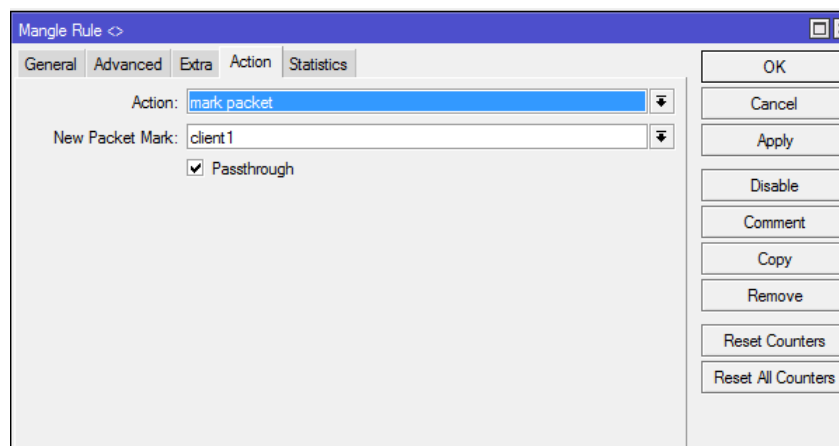 Mangle Rule <>
General Advanced Extra Action Statistics
Action: mark packet
New Packet Mark: client1
Passthrough
OK
Cancel
Apply
Disable
Comment
Copy
Remove
Reset Counters
Reset All Counters